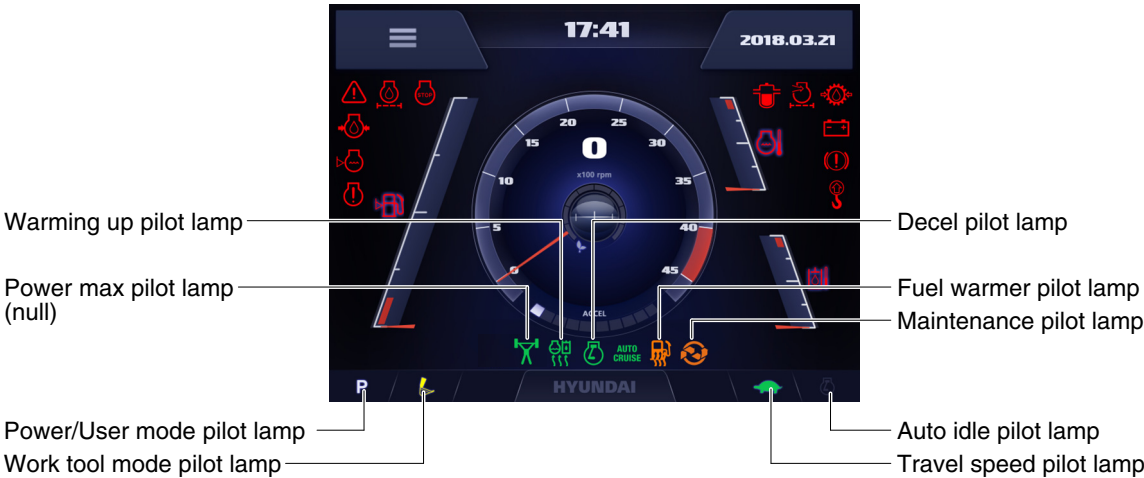 17:41
2018.03.21
STOP
20
25
15
30
0
x100 rpm
10
35
Warming up pilot lamp
Decel pilot lamp
5
40
Power max pilot lamp
(null)
0
45
Fuel warmer pilot lamp
ACCEL
Maintenance pilot lamp
AUTO
CRUISE
P
HYUNDAI
Power/User mode pilot lamp
Auto idle pilot lamp
Work tool mode pilot lamp
Travel speed pilot lamp